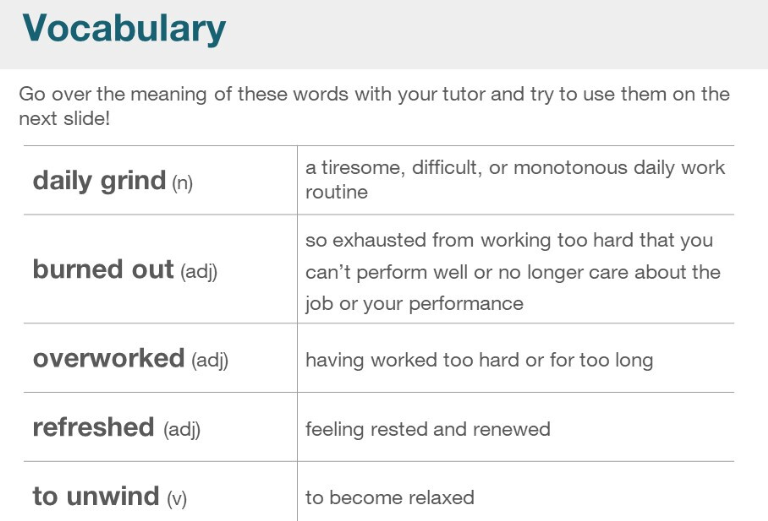 Vocabulary
Go over the meaning of these words with your tutor and try to use them on the
next slide!
daily grind (n)
a tiresome, difficult, or monotonous daily work
routine
burned out (adj)
so exhausted from working too hard that you
can’t perform well or no longer care about the
job or your performance
overworked (adj)
having worked too hard or for too long
refreshed (adj)
feeling rested and renewed
to unwind (v)
to become relaxed